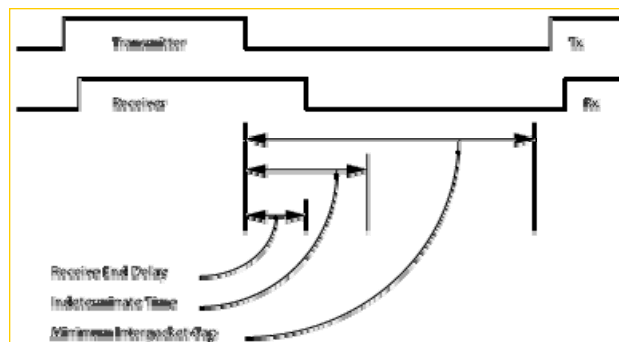 Transmitter Tx
Receiver Rx
Receive End Delay
Indeterminate Time
Minimum Interpacket Gap